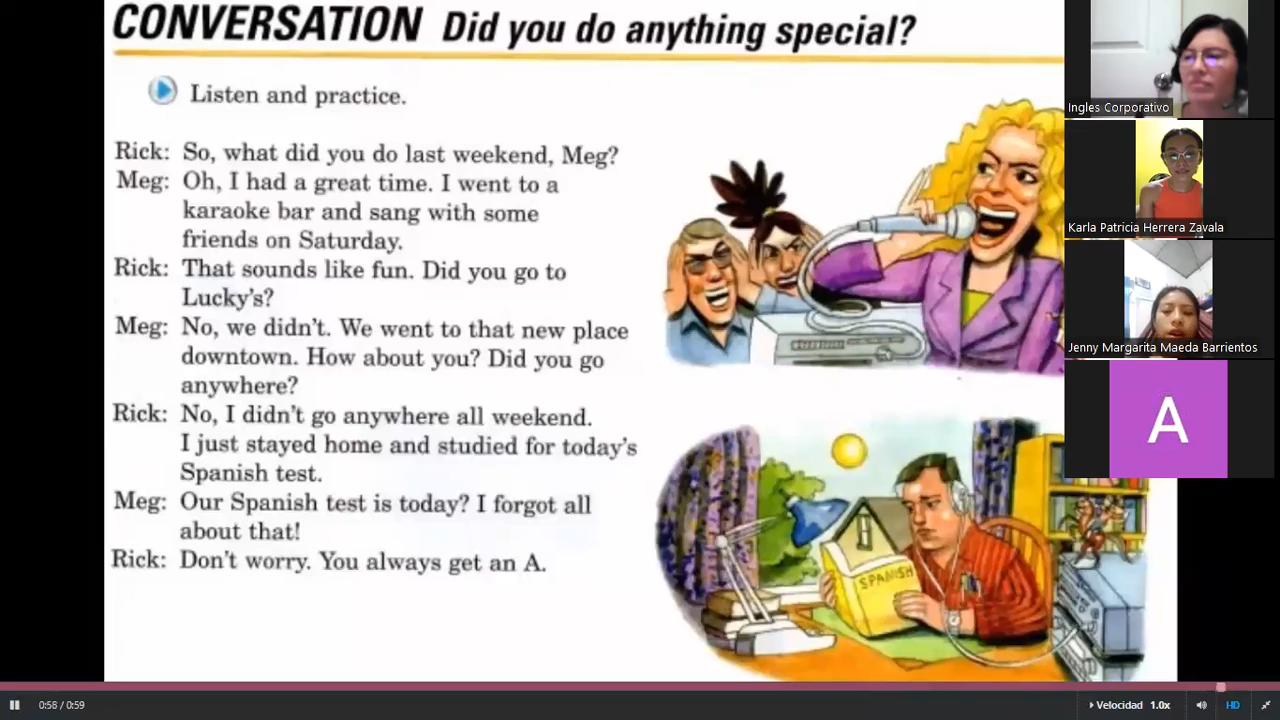 CONVERSATION Did you do anything special?
Listen and practice.
Rick: So, what did you do last weekend, Meg?
Meg: Oh, I had a great time. I went to a
karaoke bar and sang with some
friends on Saturday.
Rick: That sounds like fun. Did you go to
Lucky's?
Meg: No, we didn't. We went to that new place
downtown. How about you? Did you go
anywhere?
Rick: No, I didn't go anywhere all weekend.
I just stayed home and studied for today's
Spanish test.
Meg: Our Spanish test is today? I forgot all
about that!
Rick: Don't worry. You always get an A.
SPANISH
Ingles Corporativo
Karla Patricia Herrera Zavala
Jenny Margarita Maeda Barrientos
A
0:58 / 0:59
Velocidad 1.0x
HD